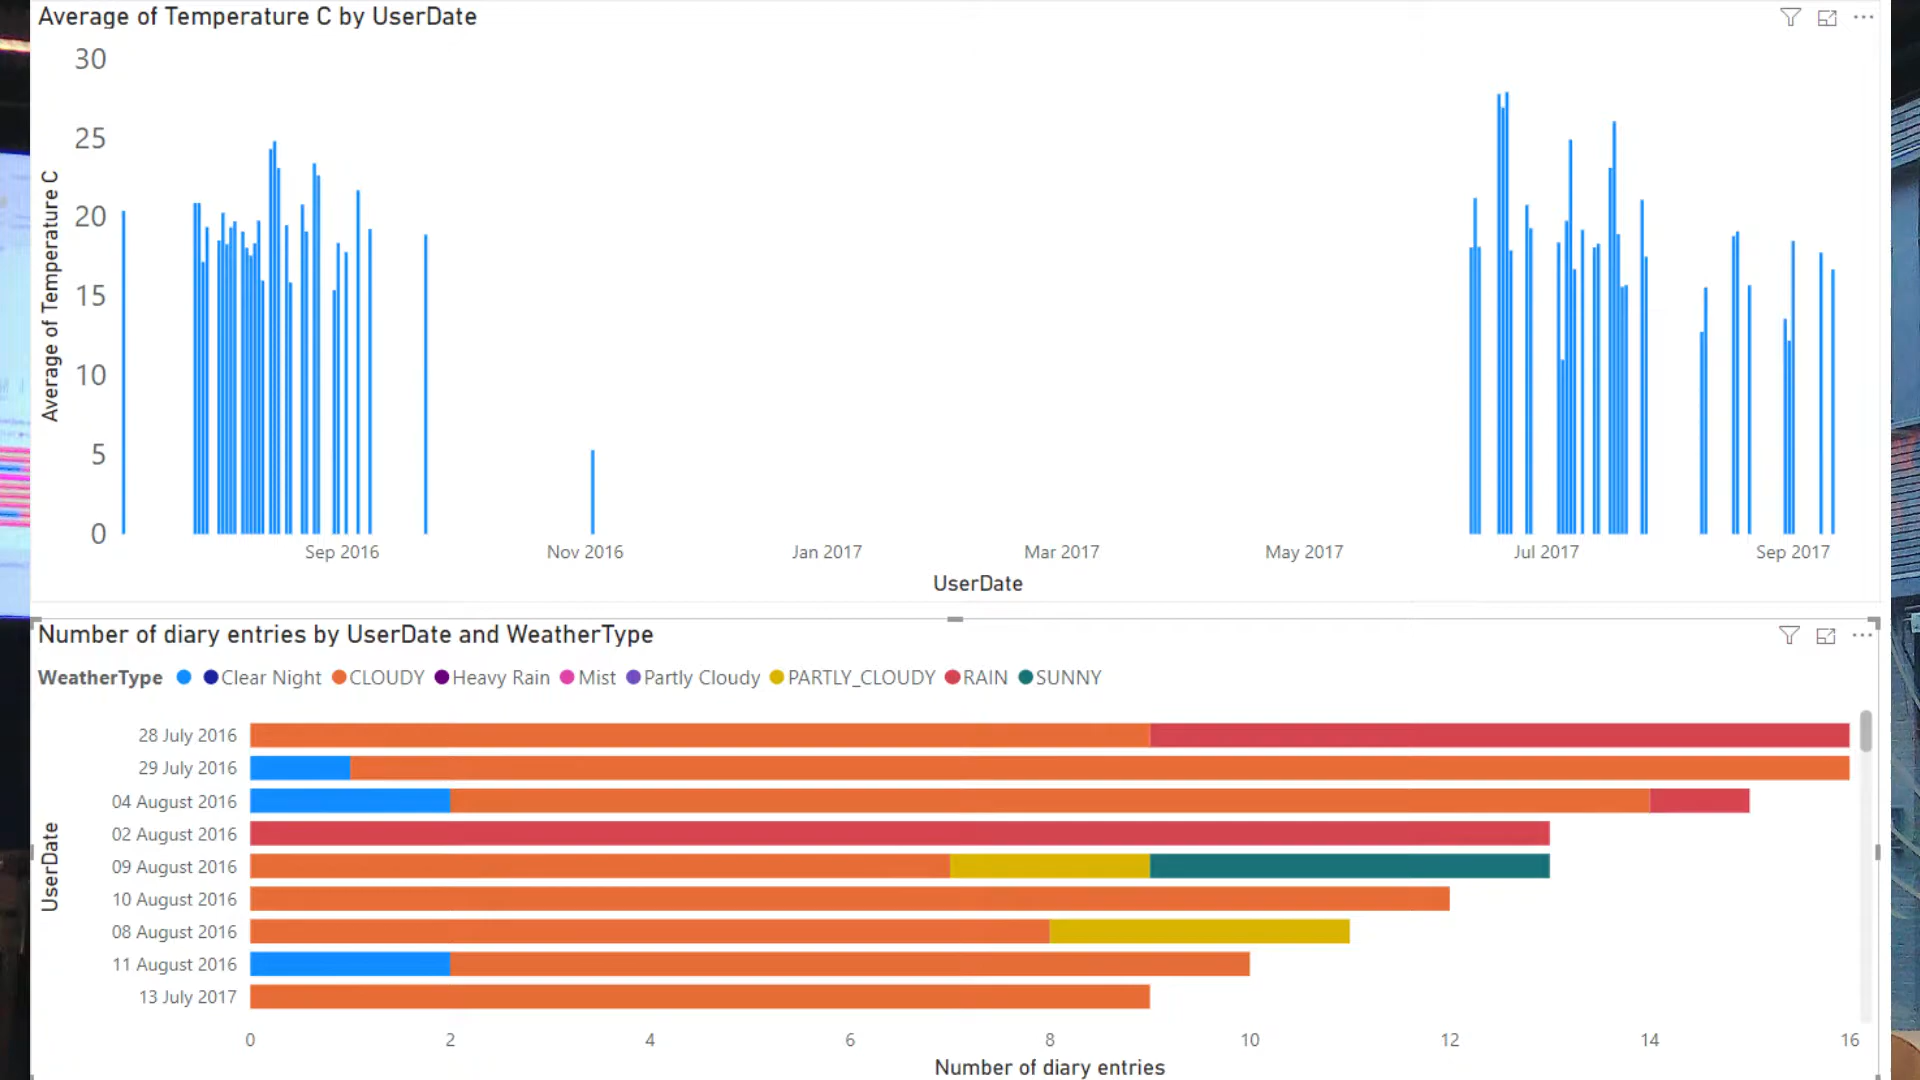 Average of Temperature C by UserDate
30
25
20
15
10
5
0
Average of Temperature C
Sep 2016 Nov 2016 Jan 2017 Mar 2017 May 2017 Jul 2017 Sep 2017
UserDate
Number of diary entries by UserDate and WeatherType
WeatherType Clear Night CLOUDY Heavy Rain Mist Partly Cloudy PARTLY_CLOUDY RAIN SUNNY
UserDate
28 July 2016
29 July 2016
04 August 2016
02 August 2016
09 August 2016
10 August 2016
08 August 2016
11 August 2016
13 July 2017
0 2 4 6 8 10 12 14 16
Number of diary entries